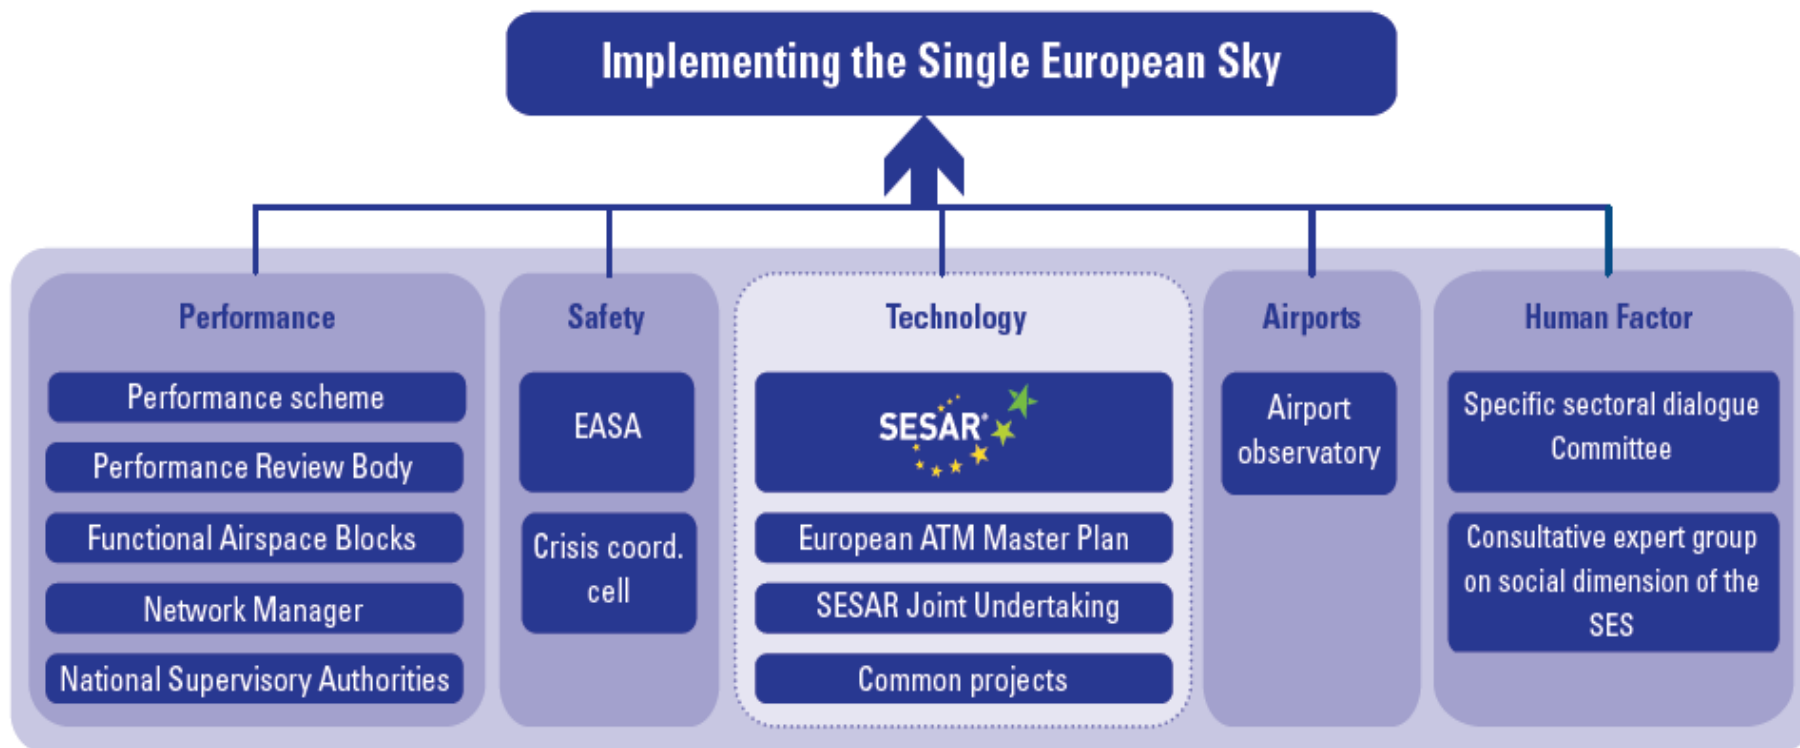 Implementing the Single European Sky
Performance
Performance scheme
Performance Review Body
Functional Airspace Blocks
Network Manager
National Supervisory Authorities
Safety
EASA
Crisis coord.
cell
Technology
SESAR®
European ATM Master Plan
SESAR Joint Undertaking
Common projects
Airports
Airport
observatory
Human Factor
Specific sectoral dialogue
Committee
Consultative expert group
on social dimension of the
SES